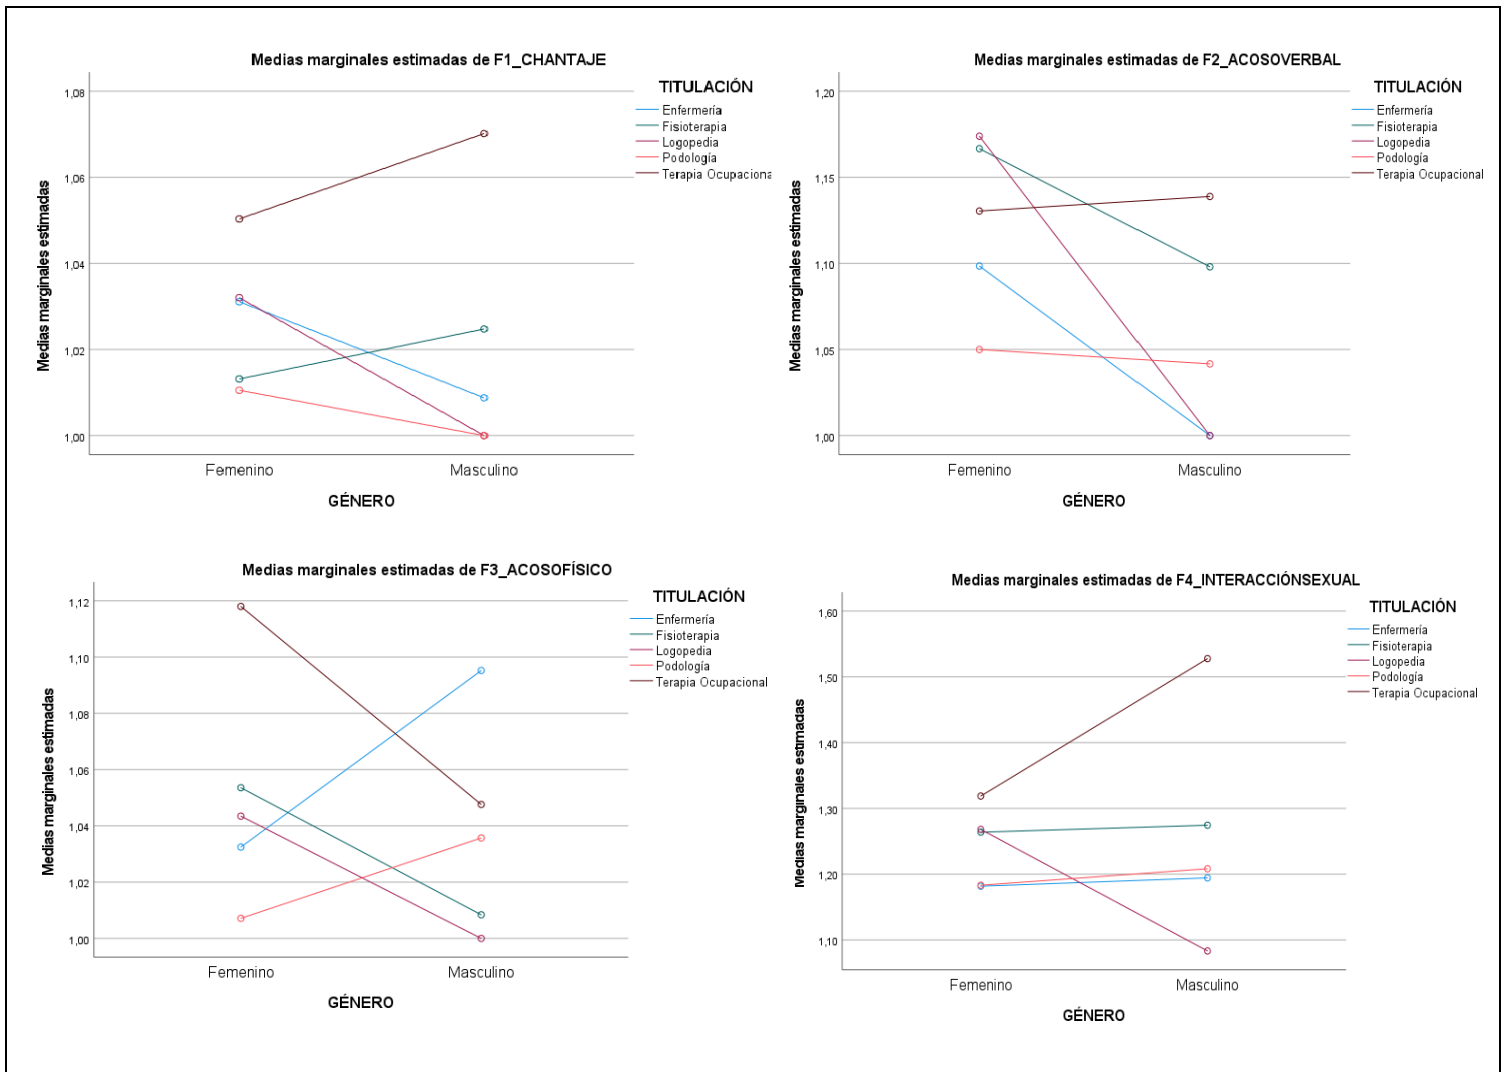 Medias marginales estimadas de F1_CHANTAJE
TITULACIÓN
Enfermería
Fisioterapia
Logopedia
Podología
Terapia Ocupaciona
Medias marginales estimadas
1,08
1,06
1,04
1,02
1,00
Femenino
Masculino
GÉNERO
Medias marginales estimadas de F2_ACOSOVERBAL
TITULACIÓN
Enfermería
Fisioterapia
Logopedia
Podología
Terapia Ocupacional
Medias marginales estimadas
1,20
1,15
1,10
1,05
1,00
Femenino
Masculino
GÉNERO
Medias marginales estimadas de F3_ACOSOFÍSICO
TITULACIÓN
Enfermería
Fisioterapia
Logopedia
Podología
Terapia Ocupacional
Medias marginales estimadas
1,12
1,10
1,08
1,06
1,04
1,02
1,00
Femenino
Masculino
GÉNERO
Medias marginales estimadas de F4_INTERACCIÓNSEXUAL
TITULACIÓN
Enfermería
Fisioterapia
Logopedia
Podología
Terapia Ocupacional
Medias marginales estimadas
1,60
1,50
1,40
1,30
1,20
1,10
Femenino
Masculino
GÉNERO